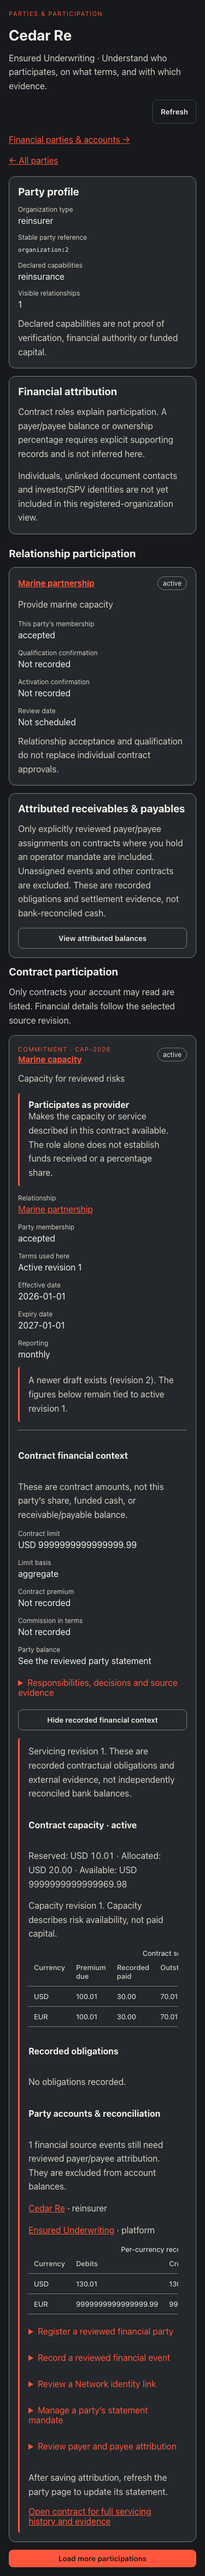 PARTIES & PARTICIPATION
Cedar Re
Ensured Underwriting · Understand who
participates, on what terms, and with which
evidence.
Refresh
Financial parties & accounts →
← All parties
Party profile
Organization type
reinsurer
Stable party reference
organization:2
Declared capabilities
reinsurance
Visible relationships
1
Declared capabilities are not proof of
verification, financial authority or funded
capital.
Financial attribution
Contract roles explain participation. A
payer/payee balance or ownership
percentage requires explicit supporting
records and is not inferred here.
Individuals, unlinked document contacts
and investor/SPV identities are not yet
included in this registered-organization
view.
Relationship participation
Marine partnership
active
Provide marine capacity
This party's membership
accepted
Qualification confirmation
Not recorded
Activation confirmation
Not recorded
Review date
Not scheduled
Relationship acceptance and qualification
do not replace individual contract
approvals.
Attributed receivables & payables
Only explicitly reviewed payer/payee
assignments on contracts where you hold
an operator mandate are included.
Unassigned events and other contracts
are excluded. These are recorded
obligations and settlement evidence, not
bank-reconciled cash.
View attributed balances
Contract participation
Only contracts your account may read are
listed. Financial details follow the selected
source revision.
COMMITMENT · CAP-2026
Marine capacity
active
Capacity for reviewed risks
Participates as provider
Makes the capacity or service
described in this contract available.
The role alone does not establish
funds received or a percentage
share.
Relationship
Marine partnership
Party membership
accepted
Terms used here
Active revision 1
Effective date
2026-01-01
Expiry date
2027-01-01
Reporting
monthly
A newer draft exists (revision 2). The
figures below remain tied to active
revision 1.
Contract financial context
These are contract amounts, not this
party's share, funded cash, or
receivable/payable balance.
Contract limit
USD 9999999999999999.99
Limit basis
aggregate
Contract premium
Not recorded
Commission in terms
Not recorded
Party balance
See the reviewed party statement
▶ Responsibilities, decisions and source
evidence
Hide recorded financial context
Servicing revision 1. These are
recorded contractual obligations and
external evidence, not independently
reconciled bank balances.
Contract capacity · active
Reserved: USD 10.01 · Allocated:
USD 20.00 · Available: USD
9999999999999969.98
Capacity revision 1. Capacity
describes risk availability, not paid
capital.
Contract se
Currency Premium due Recorded paid Outst
USD 100.01 30.00 70.01
EUR 100.01 30.00 70.01
Recorded obligations
No obligations recorded.
Party accounts & reconciliation
1 financial source events still need
reviewed payer/payee attribution.
They are excluded from account
balances.
Cedar Re · reinsurer
Ensured Underwriting · platform
Per-currency reco
Currency Debits Cre
USD 130.01 130
EUR 9999999999999999.99 99
▶ Register a reviewed financial party
▶ Record a reviewed financial event
▶ Review a Network identity link
▶ Manage a party's statement
mandate
▶ Review payer and payee attribution
After saving attribution, refresh the
party page to update its statement.
Open contract for full servicing
history and evidence
Load more participations